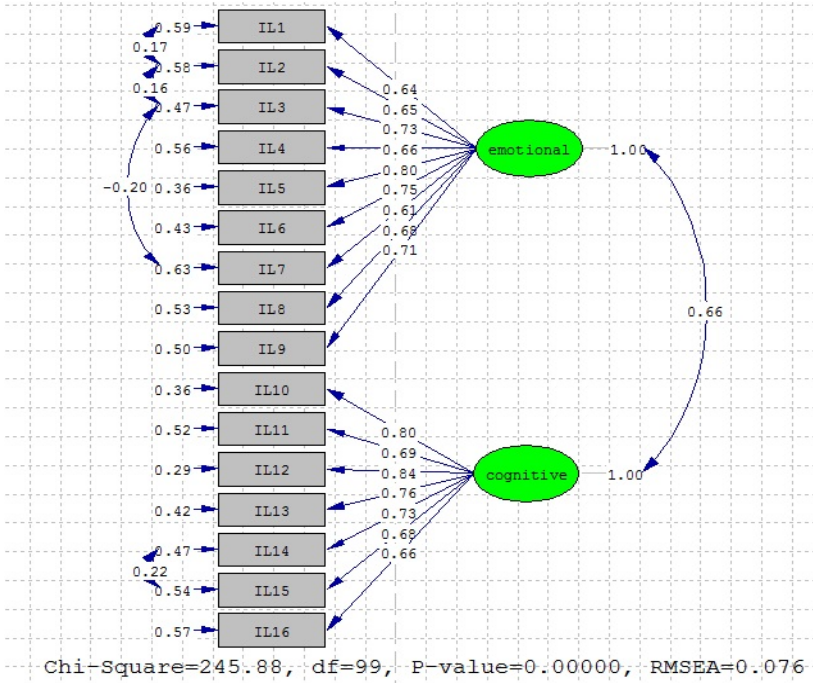 0.59 IL1
0.17
0.58 IL2
0.16
0.64
0.65
0.47 IL3
0.73
0.56 IL4
0.66
emotional 1.00
0.80
-0.20 0.36 IL5
0.75
0.61
0.43 IL6
0.68
0.71
0.63 IL7
0.53 IL8
0.66
0.50 IL9
0.36 IL10
0.52 IL11
0.80
0.69
0.29 IL12
0.84
cognitive 1.00
0.76
0.42 IL13
0.73
0.68
0.47 IL14
0.66
0.22
0.54 IL15
0.57 IL16
Chi-Square=245.88, df=99, P-value=0.00000, RMSEA=0.076